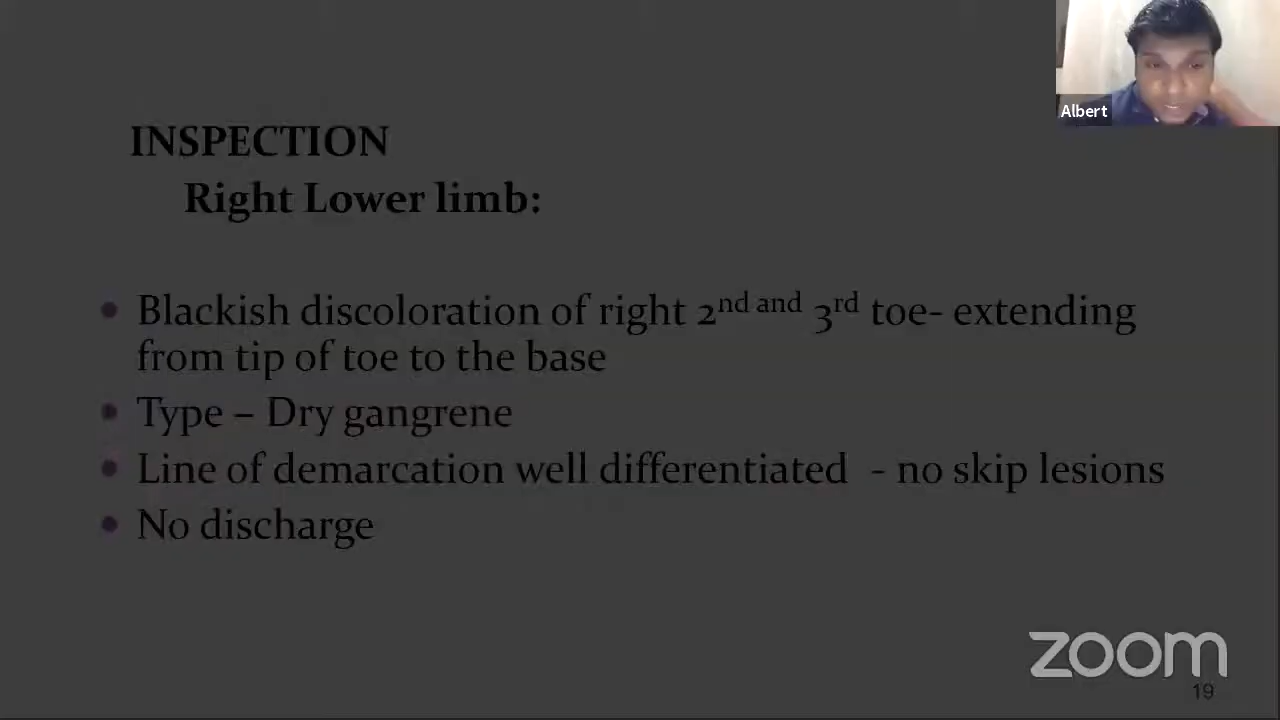 Albert
INSPECTION
Right Lower limb:
• Blackish discoloration of right 2nd and 3rd toe- extending
from tip of toe to the base
• Type – Dry gangrene
• Line of demarcation well differentiated - no skip lesions
• No discharge
zoom
19